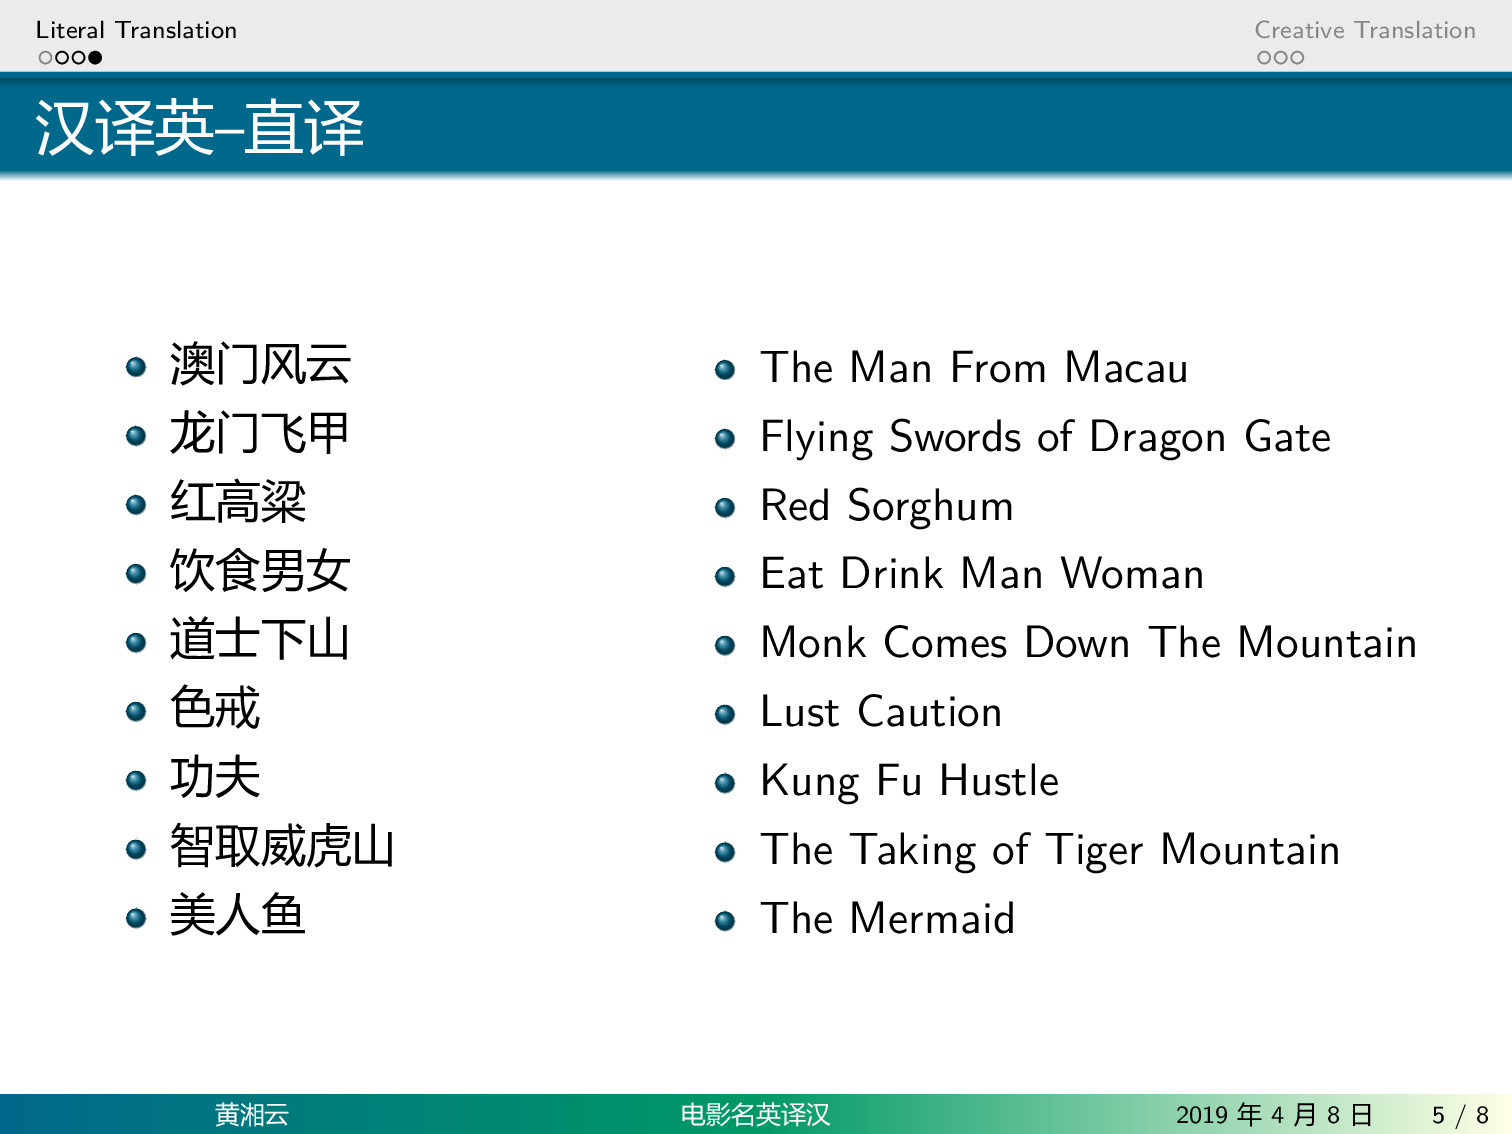 Literal Translation
Creative Translation
汉译英–直译
澳门风云
龙门飞甲
红高粱
饮食男女
道士下山
色戒
功夫
智取威虎山
美人鱼
The Man From Macau
Flying Swords of Dragon Gate
Red Sorghum
Eat Drink Man Woman
Monk Comes Down The Mountain
Lust Caution
Kung Fu Hustle
The Taking of Tiger Mountain
The Mermaid
黄湘云
电影名英译汉
2019 年 4 月 8 日
5 / 8